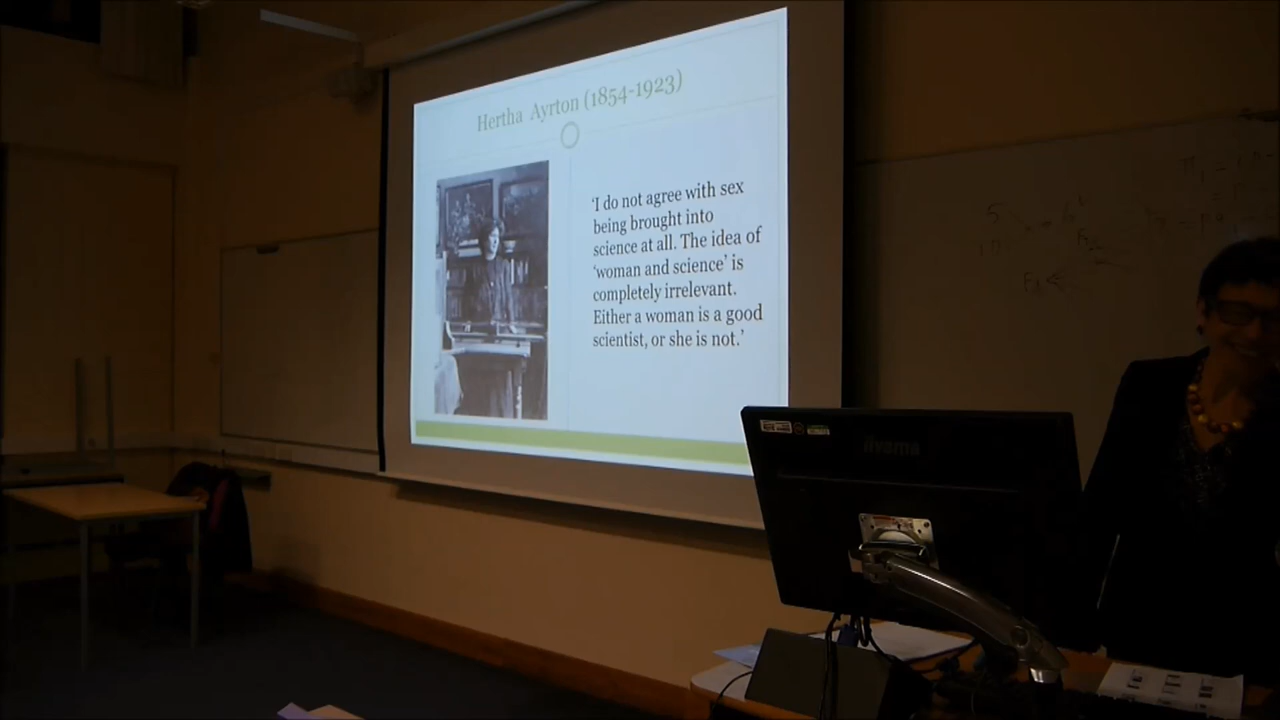 Hertha Ayrton (1854-1923)
'I do not agree with sex
being brought into
science at all. The idea of
'woman and science' is
completely irrelevant.
Either a woman is a good
scientist, or she is not.'
iiyama